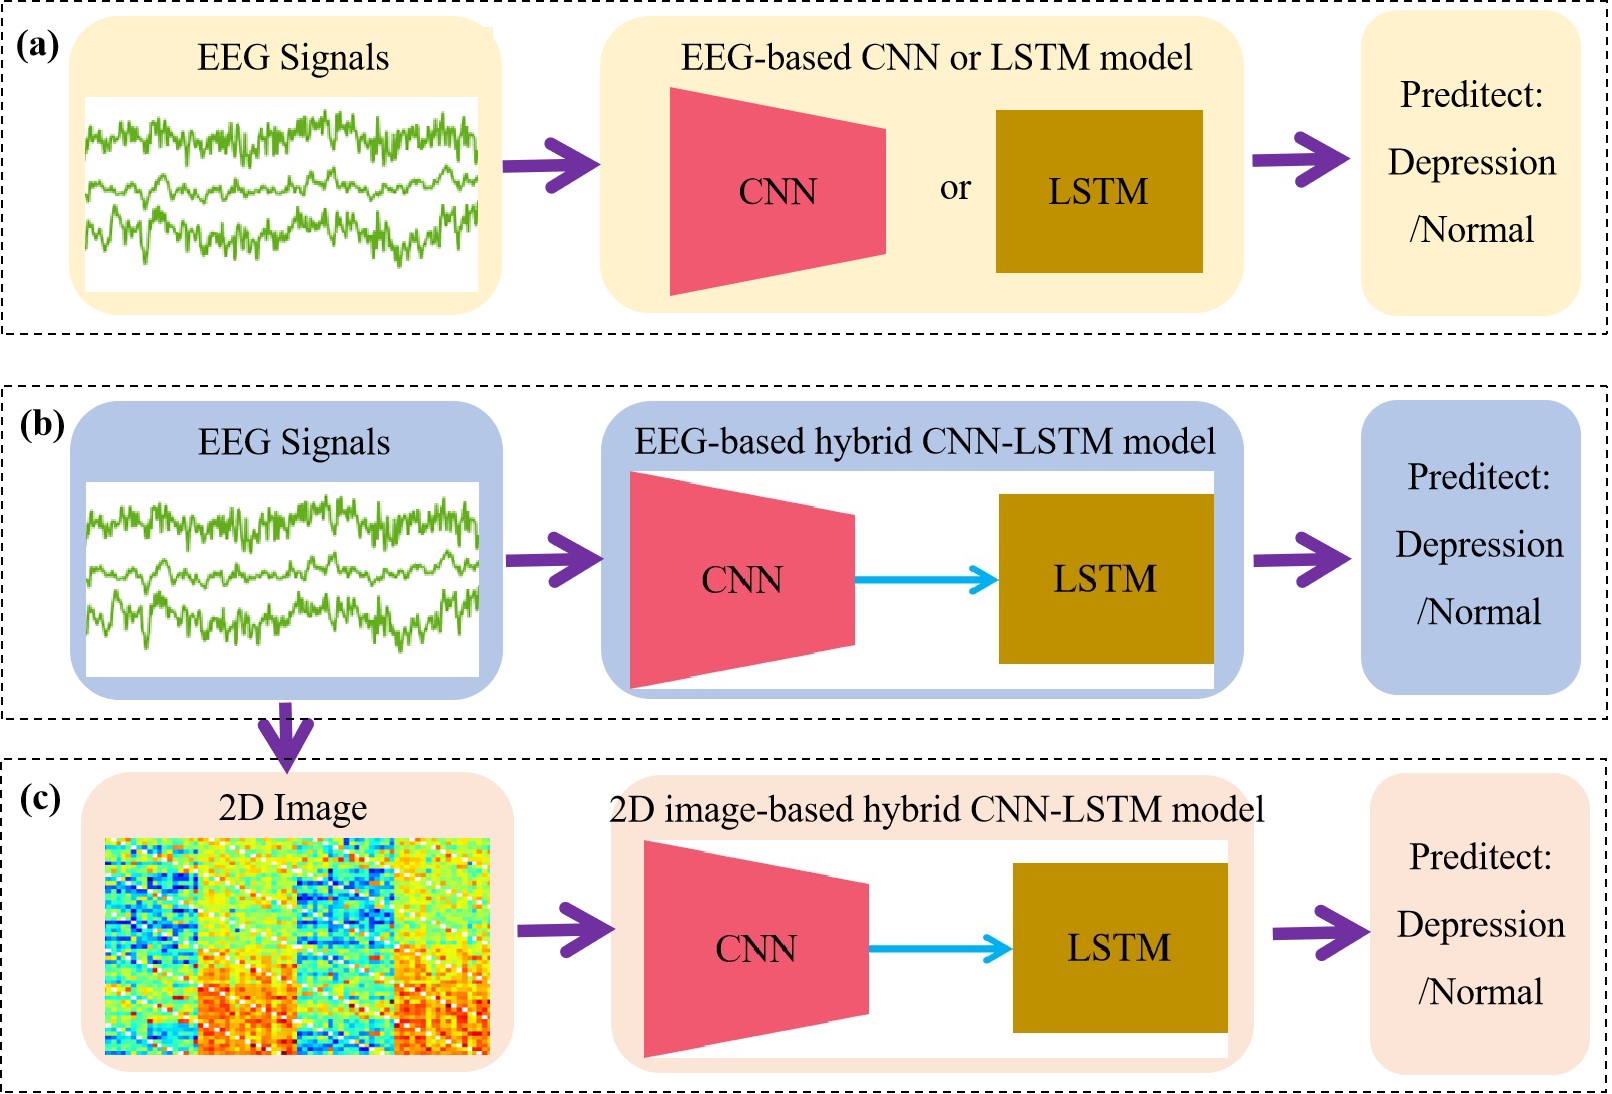 (a)
EEG Signals
EEG-based CNN or LSTM model
CNN
or
LSTM
Preditect:
Depression
/Normal
(b)
EEG Signals
EEG-based hybrid CNN-LSTM model
CNN
LSTM
Preditect:
Depression
/Normal
(c)
2D Image
2D image-based hybrid CNN-LSTM model
CNN
LSTM
Preditect:
Depression
/Normal